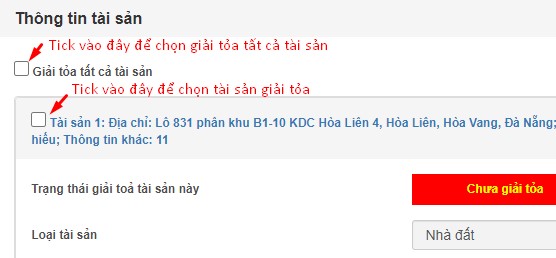 Thông tin tài sản
Tick vào đây để chọn giải tỏa tất cả tài sản
Giải tỏa tất cả tài sản
Tick vào đây để chọn tài sản giải tỏa
Tài sản 1: Địa chỉ: Lô 831 phân khu B1-10 KDC Hòa Liên 4, Hòa Liên, Hòa Vang, Đà Nẵng;
hiếu; Thông tin khác: 11
Trạng thái giải toả tài sản này
Chưa giải tỏa
Loại tài sản
Nhà đất